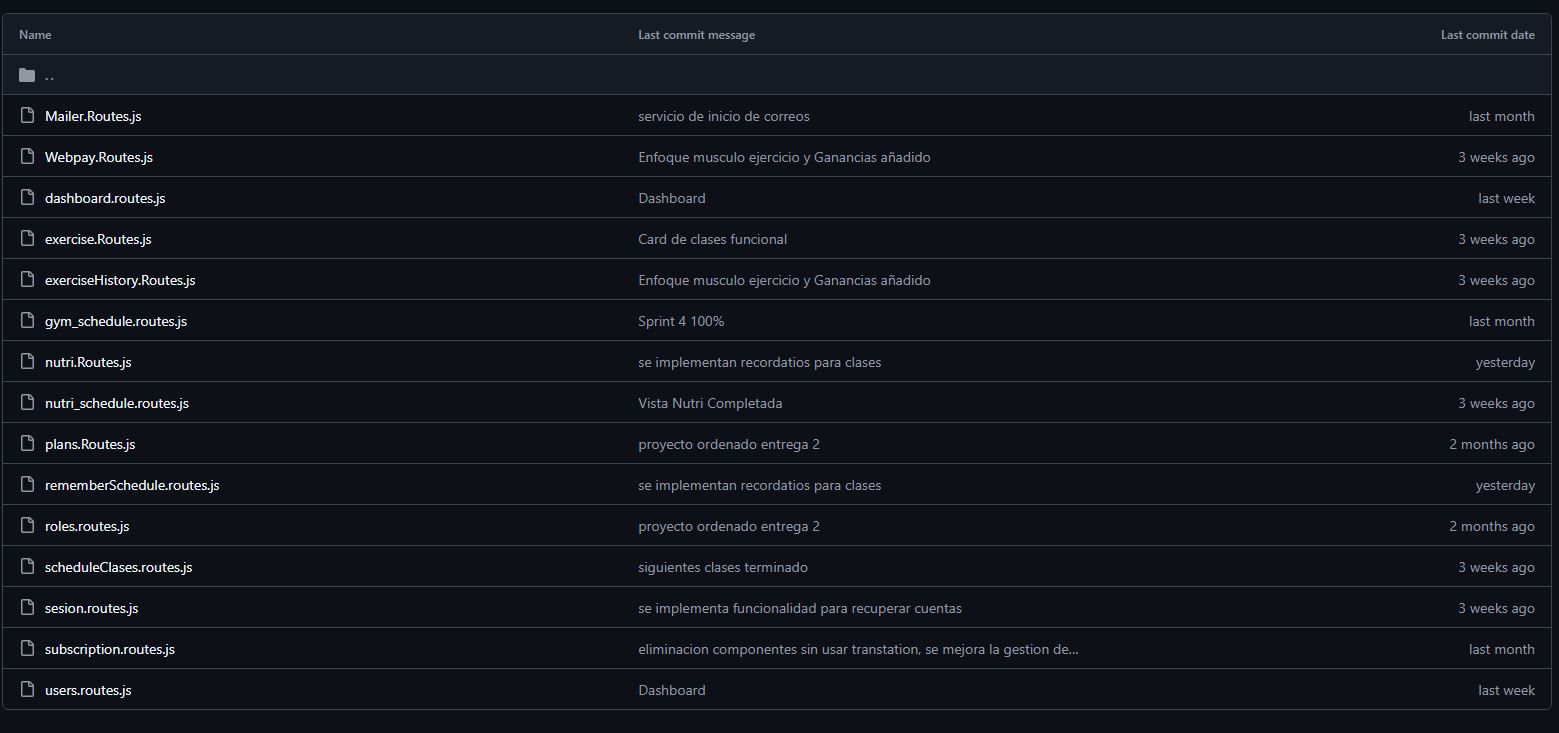 Name Last commit message Last commit date
..
Mailer.Routes.js servicio de inicio de correos last month
Webpay.Routes.js Enfoque musculo ejercicio y Ganancias añadido 3 weeks ago
dashboard.routes.js Dashboard last week
exercise.Routes.js Card de clases funcional 3 weeks ago
exerciseHistory.Routes.js Enfoque musculo ejercicio y Ganancias añadido 3 weeks ago
gym_schedule.routes.js Sprint 4 100% last month
nutri.Routes.js se implementan recordatios para clases yesterday
nutri_schedule.routes.js Vista Nutri Completada 3 weeks ago
plans.Routes.js proyecto ordenado entrega 2 2 months ago
rememberSchedule.routes.js se implementan recordatios para clases yesterday
roles.routes.js proyecto ordenado entrega 2 2 months ago
scheduleClases.routes.js siguientes clases terminado 3 weeks ago
sesion.routes.js se implementa funcionalidad para recuperar cuentas 3 weeks ago
subscription.routes.js eliminacion componentes sin usar transtation, se mejora la gestion de... last month
users.routes.js Dashboard last week